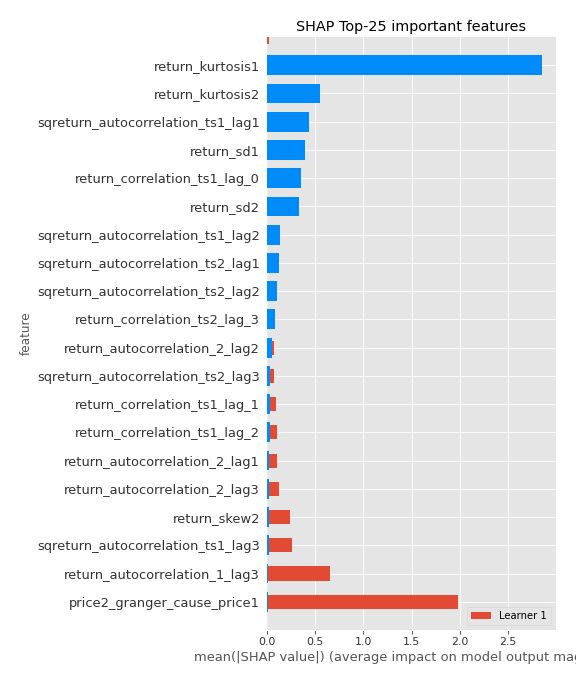 SHAP Top-25 important features
return_kurtosis1
return_kurtosis2
sqreturn_autocorrelation_ts1_lag1
return_sd1
return_correlation_ts1_lag_0
return_sd2
sqreturn_autocorrelation_ts1_lag2
sqreturn_autocorrelation_ts2_lag1
sqreturn_autocorrelation_ts2_lag2
return_correlation_ts2_lag_3
return_autocorrelation_2_lag2
sqreturn_autocorrelation_ts2_lag3
return_correlation_ts1_lag_1
return_correlation_ts1_lag_2
return_autocorrelation_2_lag1
return_autocorrelation_2_lag3
return_skew2
sqreturn_autocorrelation_ts1_lag3
return_autocorrelation_1_lag3
price2_granger_cause_price1
feature
Learner 1
0.0 0.5 1.0 1.5 2.0 2.5
mean(|SHAP value|) (average impact on model output mag